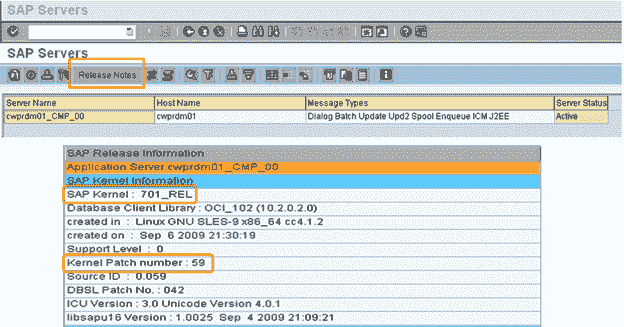 SAP Servers
SAP Servers
Release Notes
Server Name Host Name Message Types Server Status
cwprdm01_CMP_00 cwprdm01 Dialog Batch Update Upd2 Spool Enqueue ICM J2EE Active
SAP Release Information
Application Server cwprdm01_CMP_00
SAP Kernel Information
SAP Kernel : 701_REL
Database Client Library : OCI_102 (10.2.0.2.0)
created in : Linux GNU SLES-9 x86_64 cc4.1.2
created on : Sep 6 2009 21:30:19
Support Level : 0
Kernel Patch number : 59
Source ID : 0.059
DBSL Patch No. : 042
ICU Version : 3.0 Unicode Version 4.0.1
libsapu16 Version : 1.0025 Sep 4 2009 21:09:21